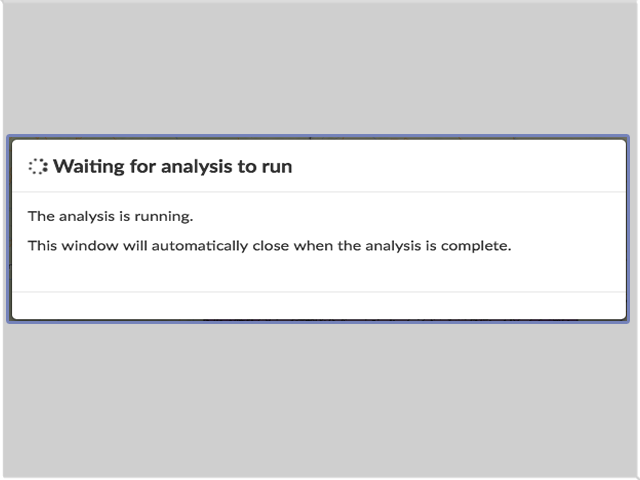 Waiting for analysis to run
The analysis is running.
This window will automatically close when the analysis is complete.